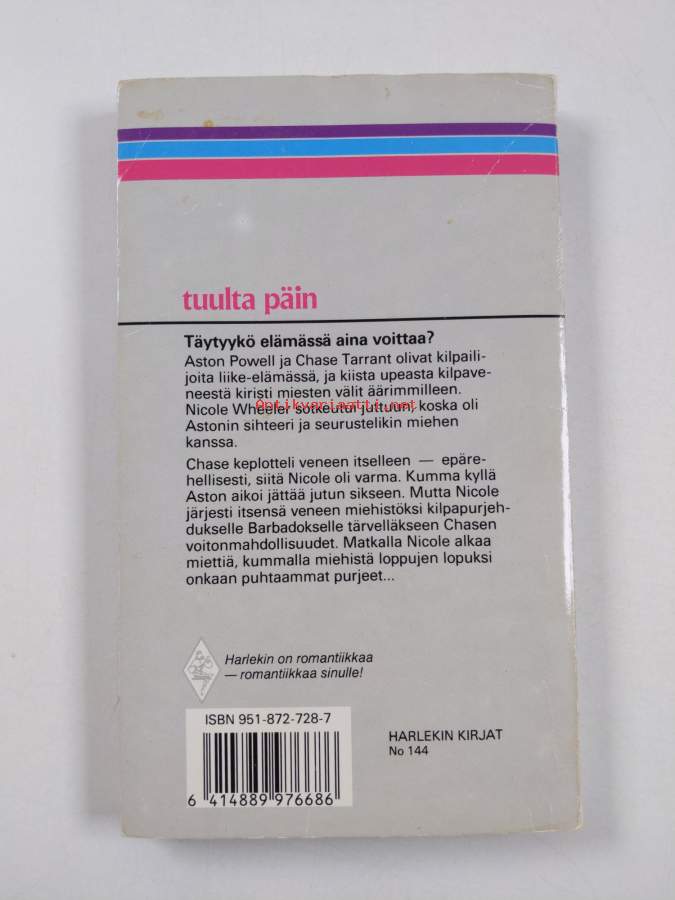 tuulta päin
Täytyykö elämässä aina voittaa?
Aston Powell ja Chase Tarrant olivat kilpaili-
joita liike-elämässä, ja kiista upeasta kilpave-
neestä kiristi miesten välit äärimmilleen.
Antikvariaatti.net
Nicole Wheeler sotkeutui juttuun, koska oli
Astonin sihteeri ja seurustelikin miehen
kanssa.
Chase keplotteli veneen itselleen — epäre-
hellisesti, siitä Nicole oli varma. Kumma kyllä
Aston aikoi jättää jutun sikseen. Mutta Nicole
järjesti itsensä veneen miehistöksi kilpapurjeh-
dukselle Barbadokselle tärvelläkseen Chasen
voitonmahdollisuudet. Matkalla Nicole alkaa
miettiä, kummalla miehistä loppujen lopuksi
onkaan puhtaammat purjeet...
Harlekin on romantiikkaa
— romantiikkaa sinulle!
ISBN 951-872-728-7
HARLEKIN KIRJAT
No 144
6 414889 976686